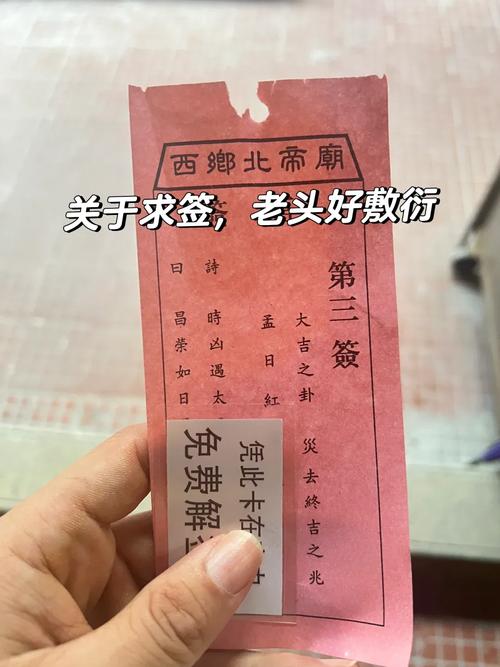 西鄉北帝廟
关于求签，老头好敷衍
第三簽
大吉之卦 災去終吉之兆
孟日紅
詩
時凶遇太
曰
昌榮如日
凭此卡在
免费解